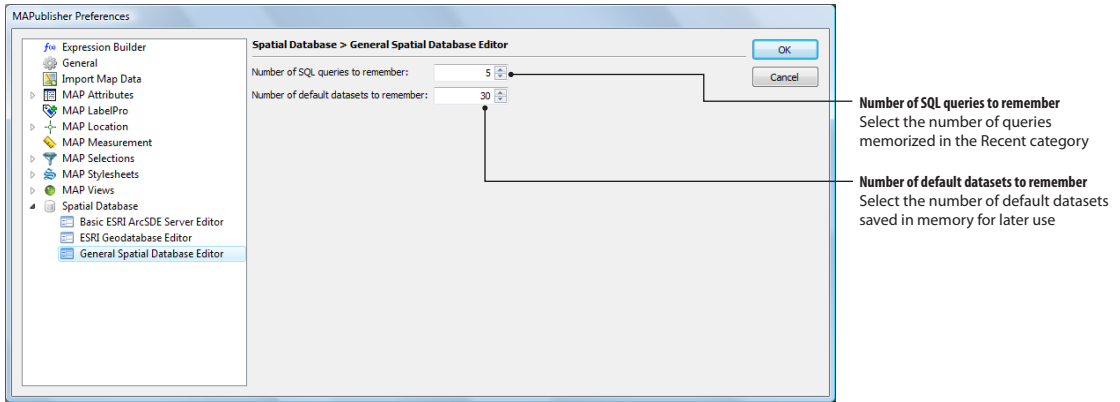 MAPublisher Preferences
Expression Builder
General
Import Map Data
MAP Attributes
MAP LabelPro
MAP Location
MAP Measurement
MAP Selections
MAP Stylesheets
MAP Views
Spatial Database
Basic ESRI ArcSDE Server Editor
ESRI Geodatabase Editor
General Spatial Database Editor
Spatial Database > General Spatial Database Editor
Number of SQL queries to remember: 5
Number of default datasets to remember: 30
OK
Cancel
Number of SQL queries to remember
Select the number of queries
memorized in the Recent category
Number of default datasets to remember
Select the number of default datasets
saved in memory for later use